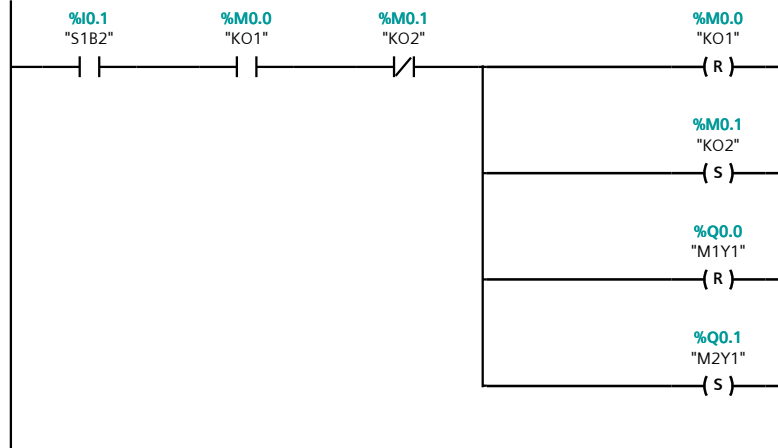 %I0.1
"S1B2"
%M0.0
"KO1"
%M0.1
"KO2"
%M0.0
"KO1"
R
%M0.1
"KO2"
S
%Q0.0
"M1Y1"
R
%Q0.1
"M2Y1"
S